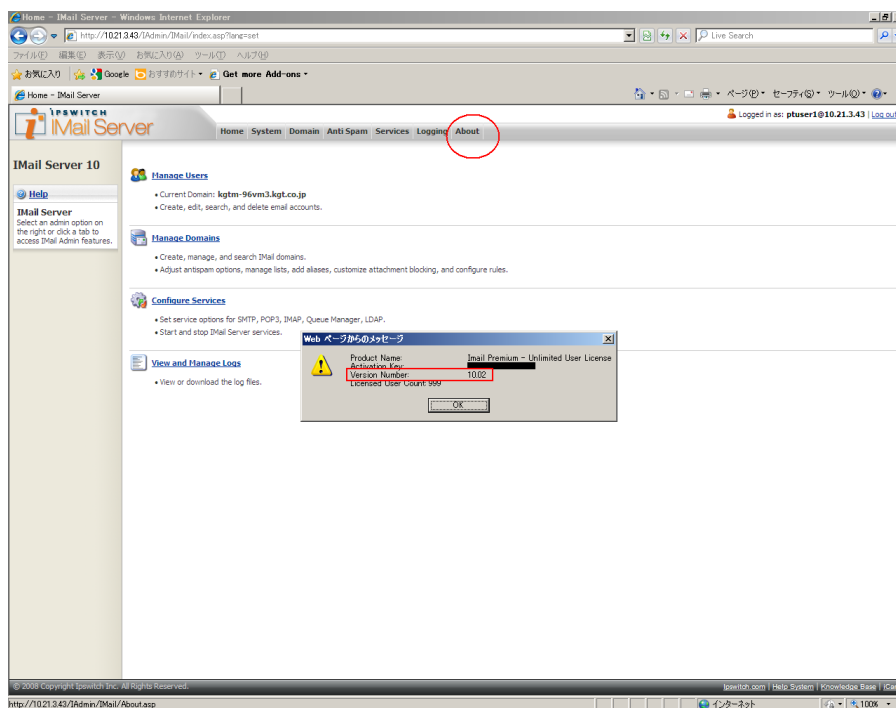 Home - IMail Server - Windows Internet Explorer
http://10.21.3.43/IAdmin/IMail/index.asp?lang=set
Live Search
ファイル(F) 編集(E) 表示(V) お気に入り(A) ツール(T) ヘルプ(H)
お気に入り Google おすすめサイト Get more Add-ons
Home - IMail Server
ページ(P) セーフティ(S) ツール(O)
IPSWITCH
IMail Server
Logged in as: ptuser1@10.21.3.43 | Log out
Home System Domain Anti Spam Services Logging About
IMail Server 10
Help
IMail Server
Select an admin option on
the right or click a tab to
access IMail Admin features.
Manage Users
• Current Domain: kgtm-96vm3.kgt.co.jp
• Create, edit, search, and delete email accounts.
Manage Domains
• Create, manage, and search IMail domains.
• Adjust antispam options, manage lists, add aliases, customize attachment blocking, and configure rules.
Configure Services
• Set service options for SMTP, POP3, IMAP, Queue Manager, LDAP.
• Start and stop IMail Server services.
View and Manage Logs
• View or download the log files.
Web ページからのメッセージ
Product Name: Imail Premium - Unlimited User License
Activation Key:
Version Number: 10.02
Licensed User Count: 999
OK
© 2008 Copyright Ipswitch Inc. All Rights Reserved.
Ipswitch.com | Help System | Knowledge Base | iCar
http://10.21.3.43/IAdmin/IMail/About.asp
インターネット
100%